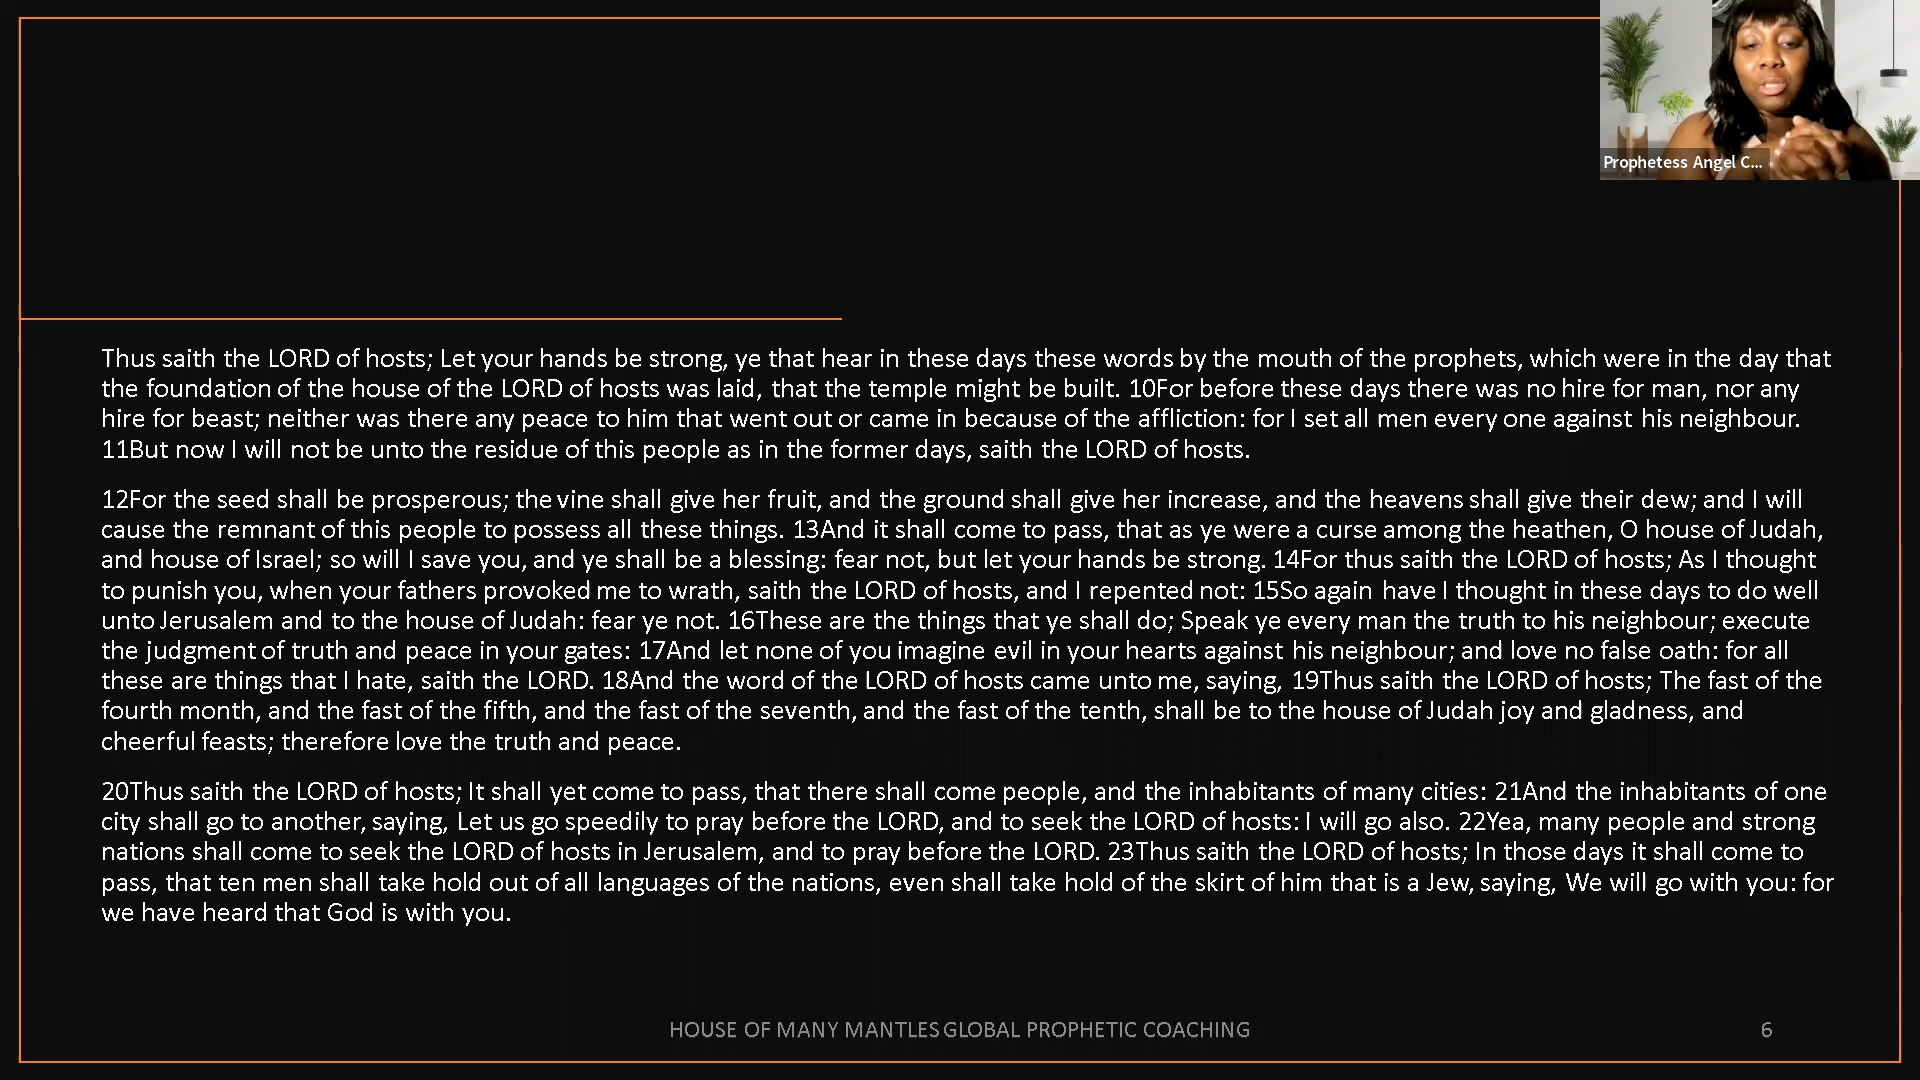 Prophetess Angel C...
Thus saith the LORD of hosts; Let your hands be strong, ye that hear in these days these words by the mouth of the prophets, which were in the day that
the foundation of the house of the LORD of hosts was laid, that the temple might be built. 10For before these days there was no hire for man, nor any
hire for beast; neither was there any peace to him that went out or came in because of the affliction: for I set all men every one against his neighbour.
11But now I will not be unto the residue of this people as in the former days, saith the LORD of hosts.
12For the seed shall be prosperous; the vine shall give her fruit, and the ground shall give her increase, and the heavens shall give their dew; and I will
cause the remnant of this people to possess all these things. 13And it shall come to pass, that as ye were a curse among the heathen, O house of Judah,
and house of Israel; so will I save you, and ye shall be a blessing: fear not, but let your hands be strong. 14For thus saith the LORD of hosts; As I thought
to punish you, when your fathers provoked me to wrath, saith the LORD of hosts, and I repented not: 15So again have I thought in these days to do well
unto Jerusalem and to the house of Judah: fear ye not. 16These are the things that ye shall do; Speak ye every man the truth to his neighbour; execute
the judgment of truth and peace in your gates: 17And let none of you imagine evil in your hearts against his neighbour; and love no false oath: for all
these are things that I hate, saith the LORD. 18And the word of the LORD of hosts came unto me, saying, 19Thus saith the LORD of hosts; The fast of the
fourth month, and the fast of the fifth, and the fast of the seventh, and the fast of the tenth, shall be to the house of Judah joy and gladness, and
cheerful feasts; therefore love the truth and peace.
20Thus saith the LORD of hosts; It shall yet come to pass, that there shall come people, and the inhabitants of many cities: 21And the inhabitants of one
city shall go to another, saying, Let us go speedily to pray before the LORD, and to seek the LORD of hosts: I will go also. 22Yea, many people and strong
nations shall come to seek the LORD of hosts in Jerusalem, and to pray before the LORD. 23Thus saith the LORD of hosts; In those days it shall come to
pass, that ten men shall take hold out of all languages of the nations, even shall take hold of the skirt of him that is a Jew, saying, We will go with you: for
we have heard that God is with you.
HOUSE OF MANY MANTLES GLOBAL PROPHETIC COACHING
6